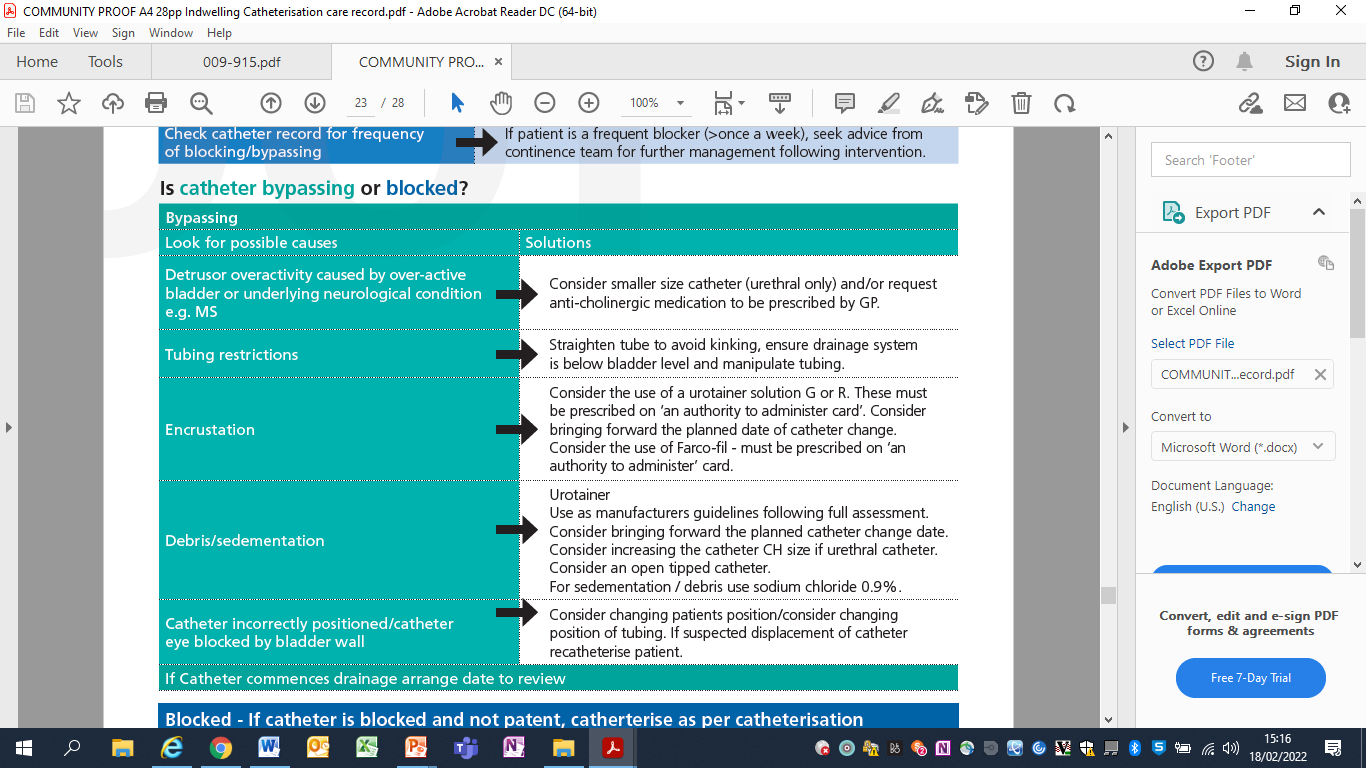 COMMUNITY PROOF A4 28pp Indwelling Catheterisation care record.pdf - Adobe Acrobat Reader DC (64-bit)
File Edit View Sign Window Help
Home Tools 009-915.pdf COMMUNITY PRO... ×
Sign In
23 / 28 100%
Check catheter record for frequency
of blocking/bypassing
If patient is a frequent blocker (>once a week), seek advice from
continence team for further management following intervention.
Is catheter bypassing or blocked?
Bypassing
Look for possible causes
Solutions
Detrusor overactivity caused by over-active
bladder or underlying neurological condition
e.g. MS
Consider smaller size catheter (urethral only) and/or request
anti-cholinergic medication to be prescribed by GP.
Tubing restrictions
Straighten tube to avoid kinking, ensure drainage system
is below bladder level and manipulate tubing.
Encrustation
Consider the use of a urotainer solution G or R. These must
be prescribed on ‘an authority to administer card’. Consider
bringing forward the planned date of catheter change.
Consider the use of Farco-fil - must be prescribed on ‘an
authority to administer’ card.
Debris/sedementation
Urotainer
Use as manufacturers guidelines following full assessment.
Consider bringing forward the planned catheter change date.
Consider increasing the catheter CH size if urethral catheter.
Consider an open tipped catheter.
For sedementation / debris use sodium chloride 0.9%.
Catheter incorrectly positioned/catheter
eye blocked by bladder wall
Consider changing patients position/consider changing
position of tubing. If suspected displacement of catheter
recatheterise patient.
If Catheter commences drainage arrange date to review
Blocked - If catheter is blocked and not patent, catherterise as per catheterisation
Search 'Footer'
Export PDF
Adobe Export PDF
Convert PDF Files to Word
or Excel Online
Select PDF File
COMMUNIT...ecord.pdf
Convert to
Microsoft Word (*.docx)
Document Language:
English (U.S.) Change
Convert, edit and e-sign PDF
forms & agreements
Free 7-Day Trial
15:16
18/02/2022